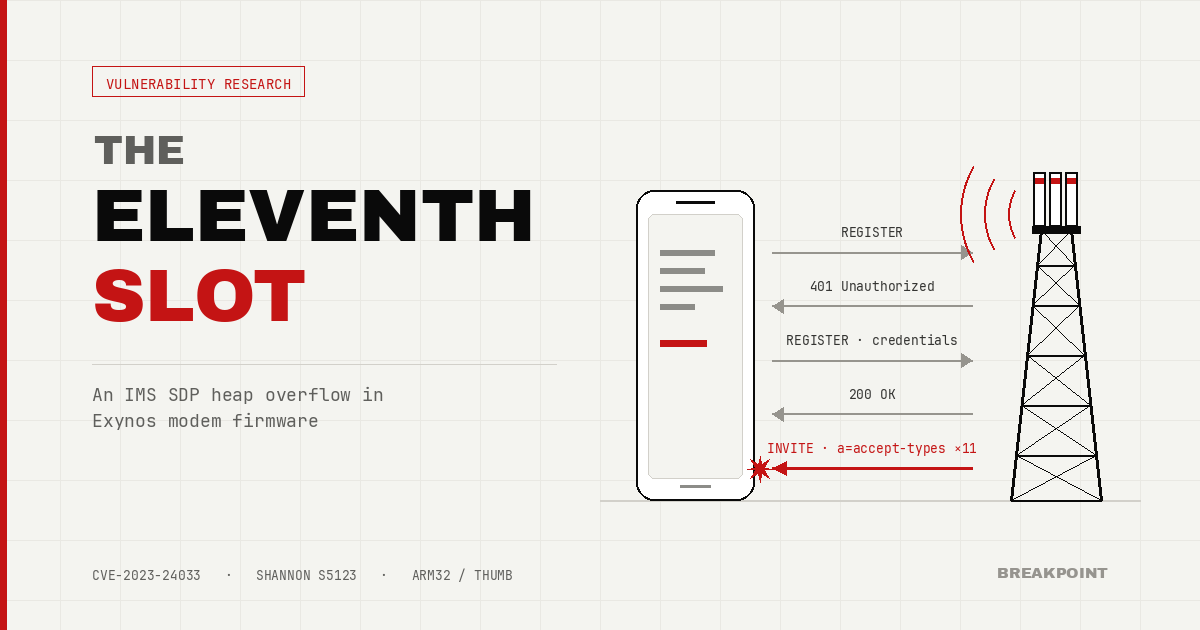 VULNERABILITY RESEARCH
THE
ELEVENTH
SLOT
An IMS SDP heap overflow in
Exynos modem firmware
REGISTER
401 Unauthorized
REGISTER · credentials
200 OK
INVITE · a=accept-types ×11
CVE-2023-24033 · SHANNON S5123 · ARM32 / THUMB
BREAKPOINT